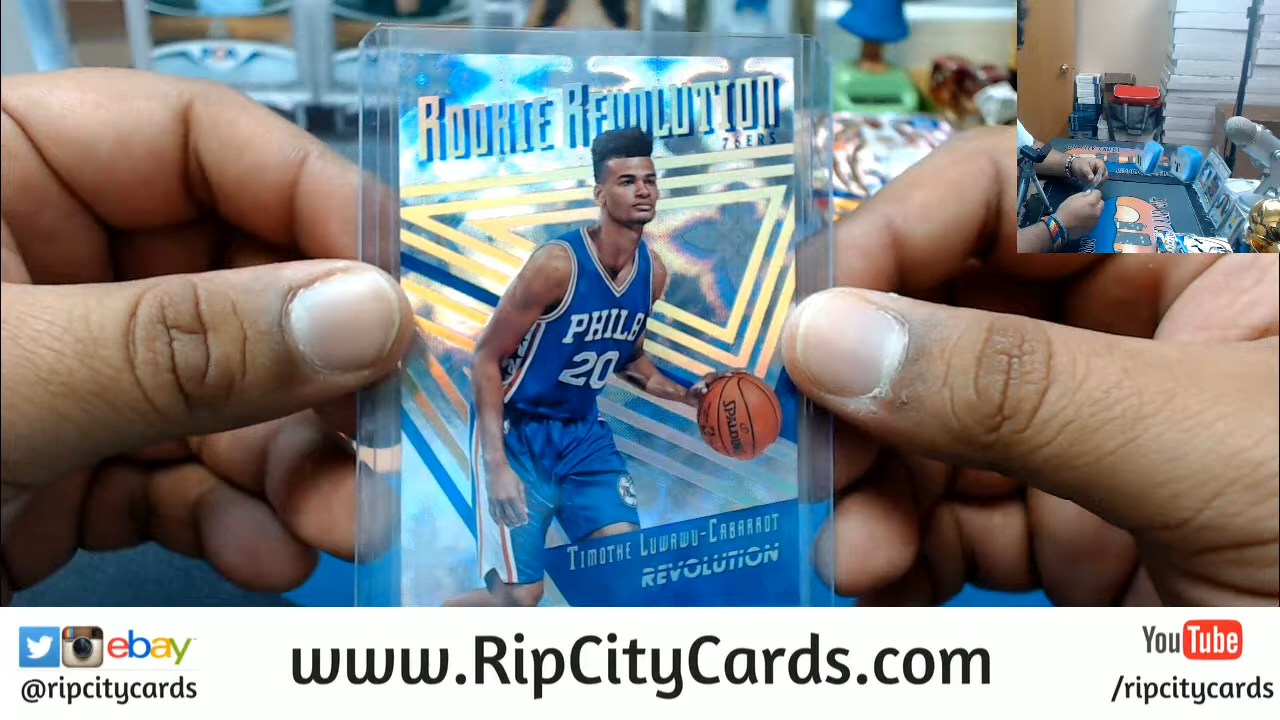 ROOKIE REVOLUTION
76ERS
PHILA
20
SPALDING
TIMOTHE LUWAWU-CABARROT
REVOLUTION
ebay
@ripcitycards
www.RipCityCards.com
YouTube
/ripcitycards